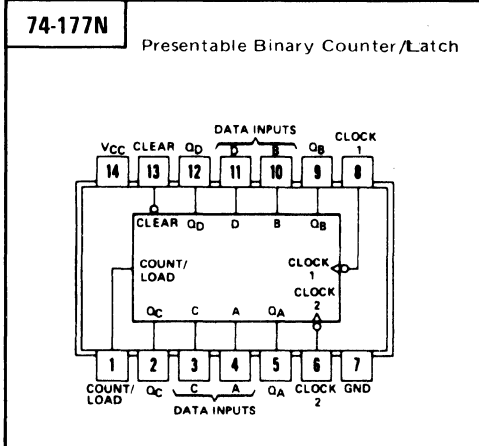 74-177N
Presentable Binary Counter/Latch
DATA INPUTS
VCC CLEAR QD D B QB CLOCK 1
14 13 12 11 10 9 8
CLEAR QD D B QB
COUNT/
LOAD
CLOCK
1
CLOCK
2
QC C A QA
1 2 3 4 5 6 7
COUNT/
LOAD
QC C A QA CLOCK 2 GND
DATA INPUTS